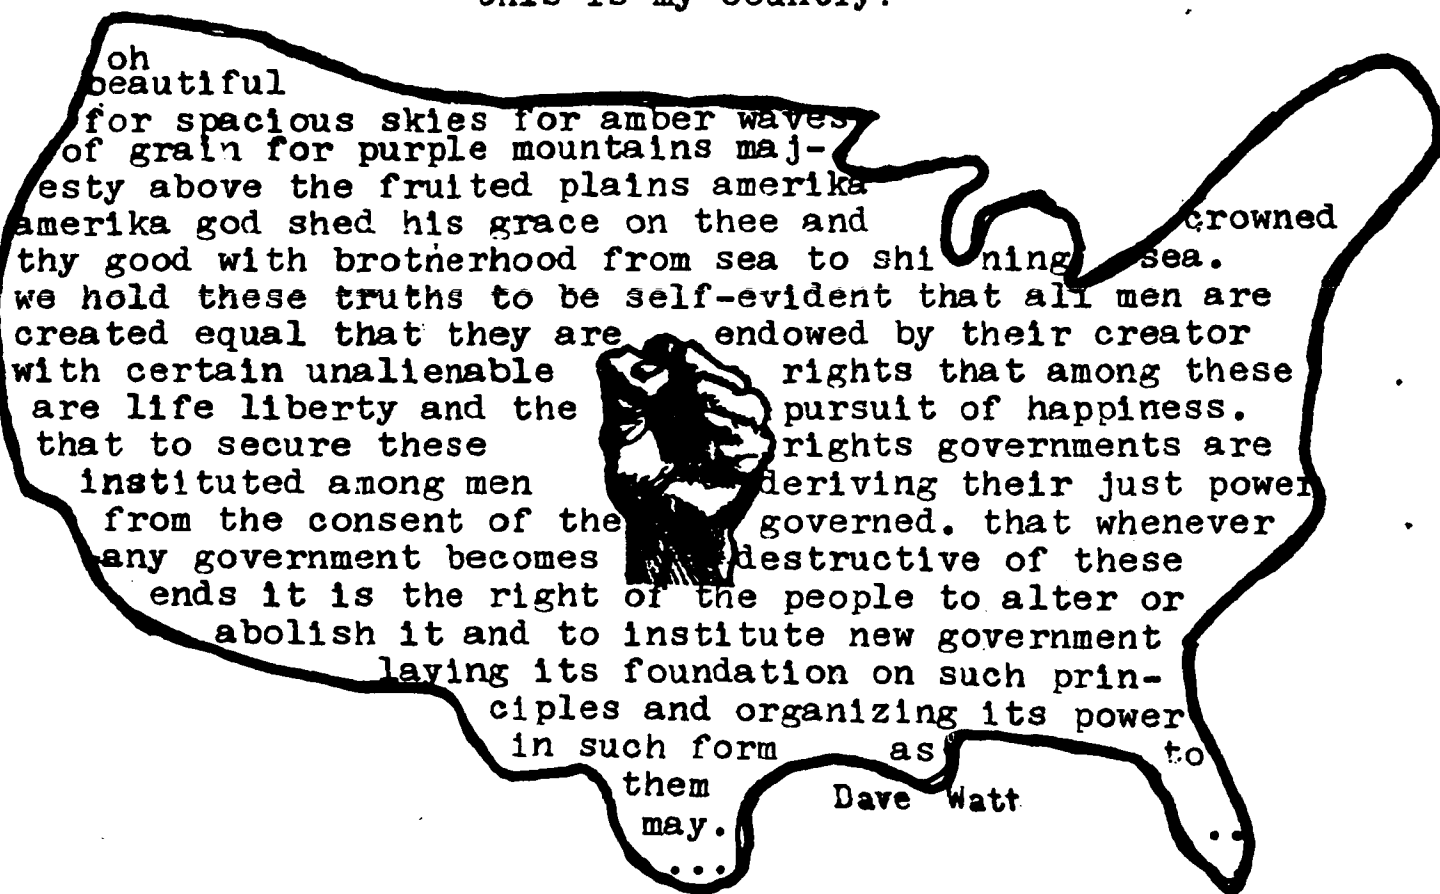 this is my country.
oh
beautiful
for spacious skies for amber waves
of grain for purple mountains maj-
esty above the fruited plains amerika
amerika god shed his grace on thee and crowned
thy good with brotherhood from sea to shi ning sea.
we hold these truths to be self-evident that all men are
created equal that they are endowed by their creator
with certain unalienable rights that among these
are life liberty and the pursuit of happiness.
that to secure these rights governments are
instituted among men deriving their just power
from the consent of the governed. that whenever
any government becomes destructive of these
ends it is the right of the people to alter or
abolish it and to institute new government
laying its foundation on such prin-
ciples and organizing its power
in such form as to
them
may.
...
..
Dave Watt